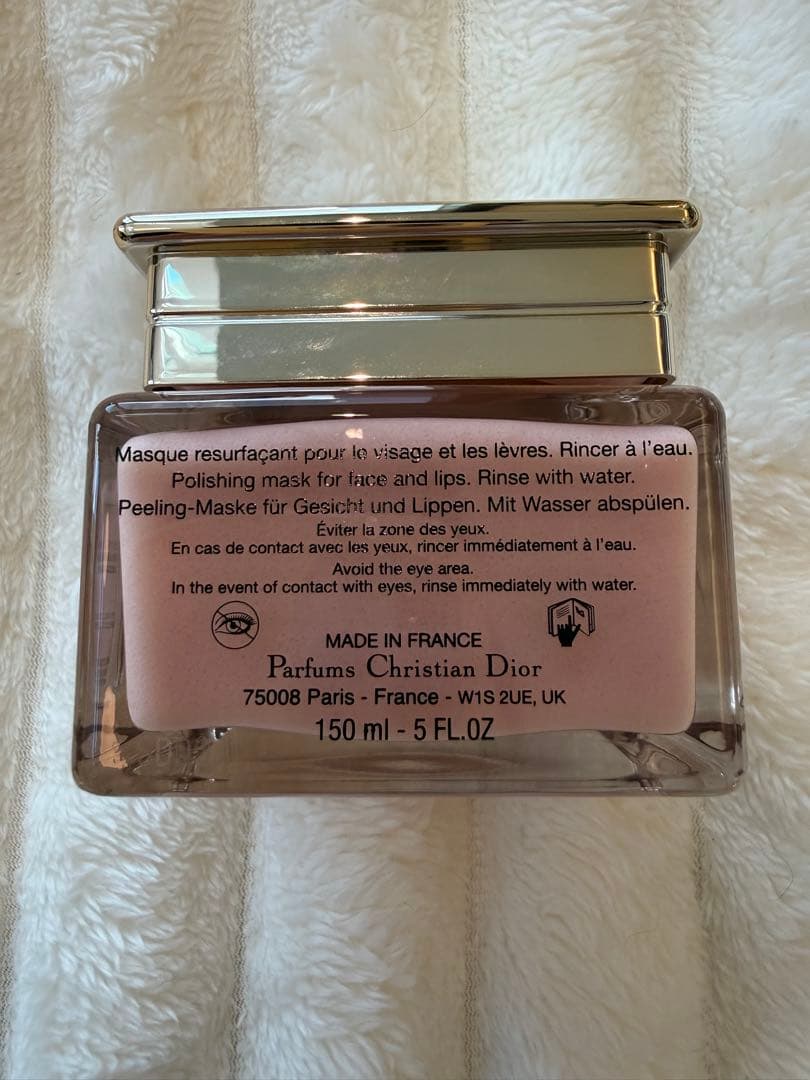 Masque resurfaçant pour le visage et les lèvres. Rincer à l'eau.
Polishing mask for face and lips. Rinse with water.
Peeling-Maske für Gesicht und Lippen. Mit Wasser abspülen.
Éviter la zone des yeux.
En cas de contact avec les yeux, rincer immédiatement à l'eau.
Avoid the eye area.
In the event of contact with eyes, rinse immediately with water.
MADE IN FRANCE
Parfums Christian Dior
75008 Paris - France - W1S 2UE, UK
150 ml - 5 FL.OZ